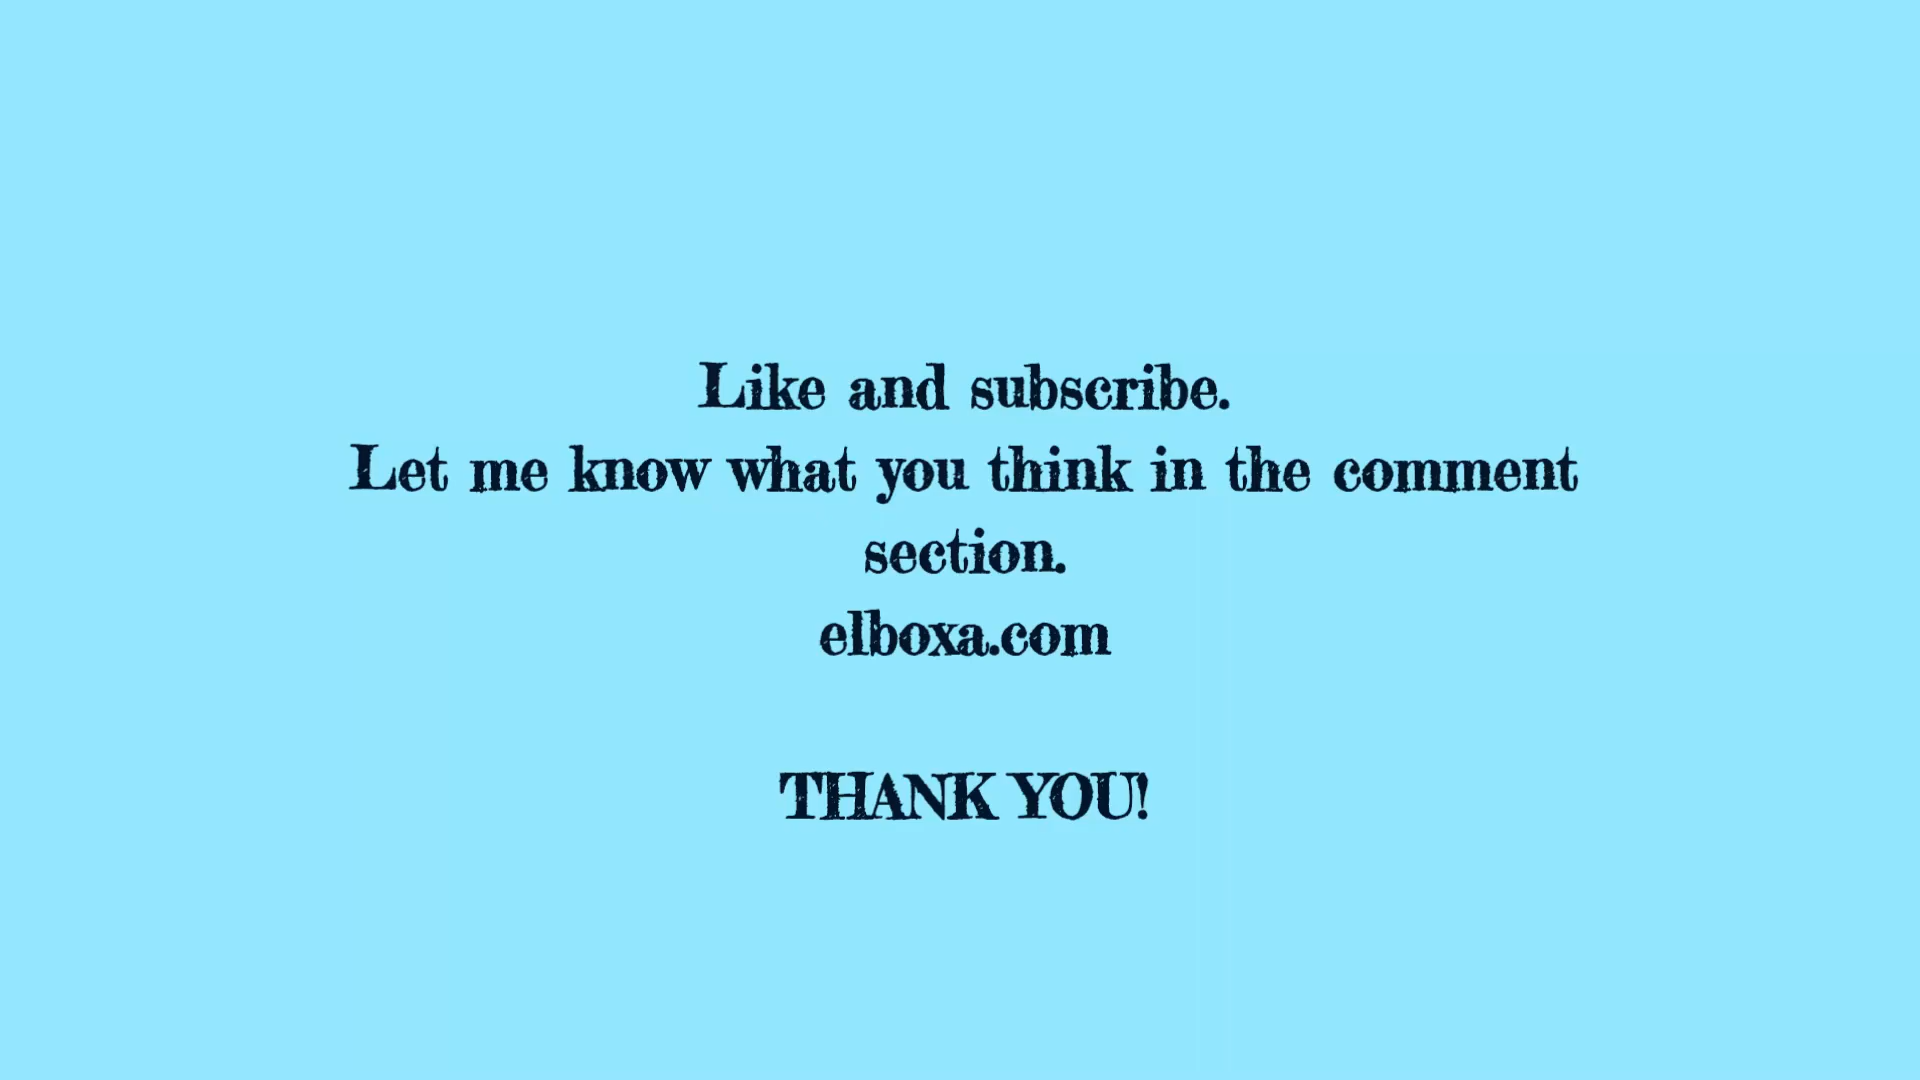 Like and subscribe.
Let me know what you think in the comment
section.
elboxa.com
THANK YOU!